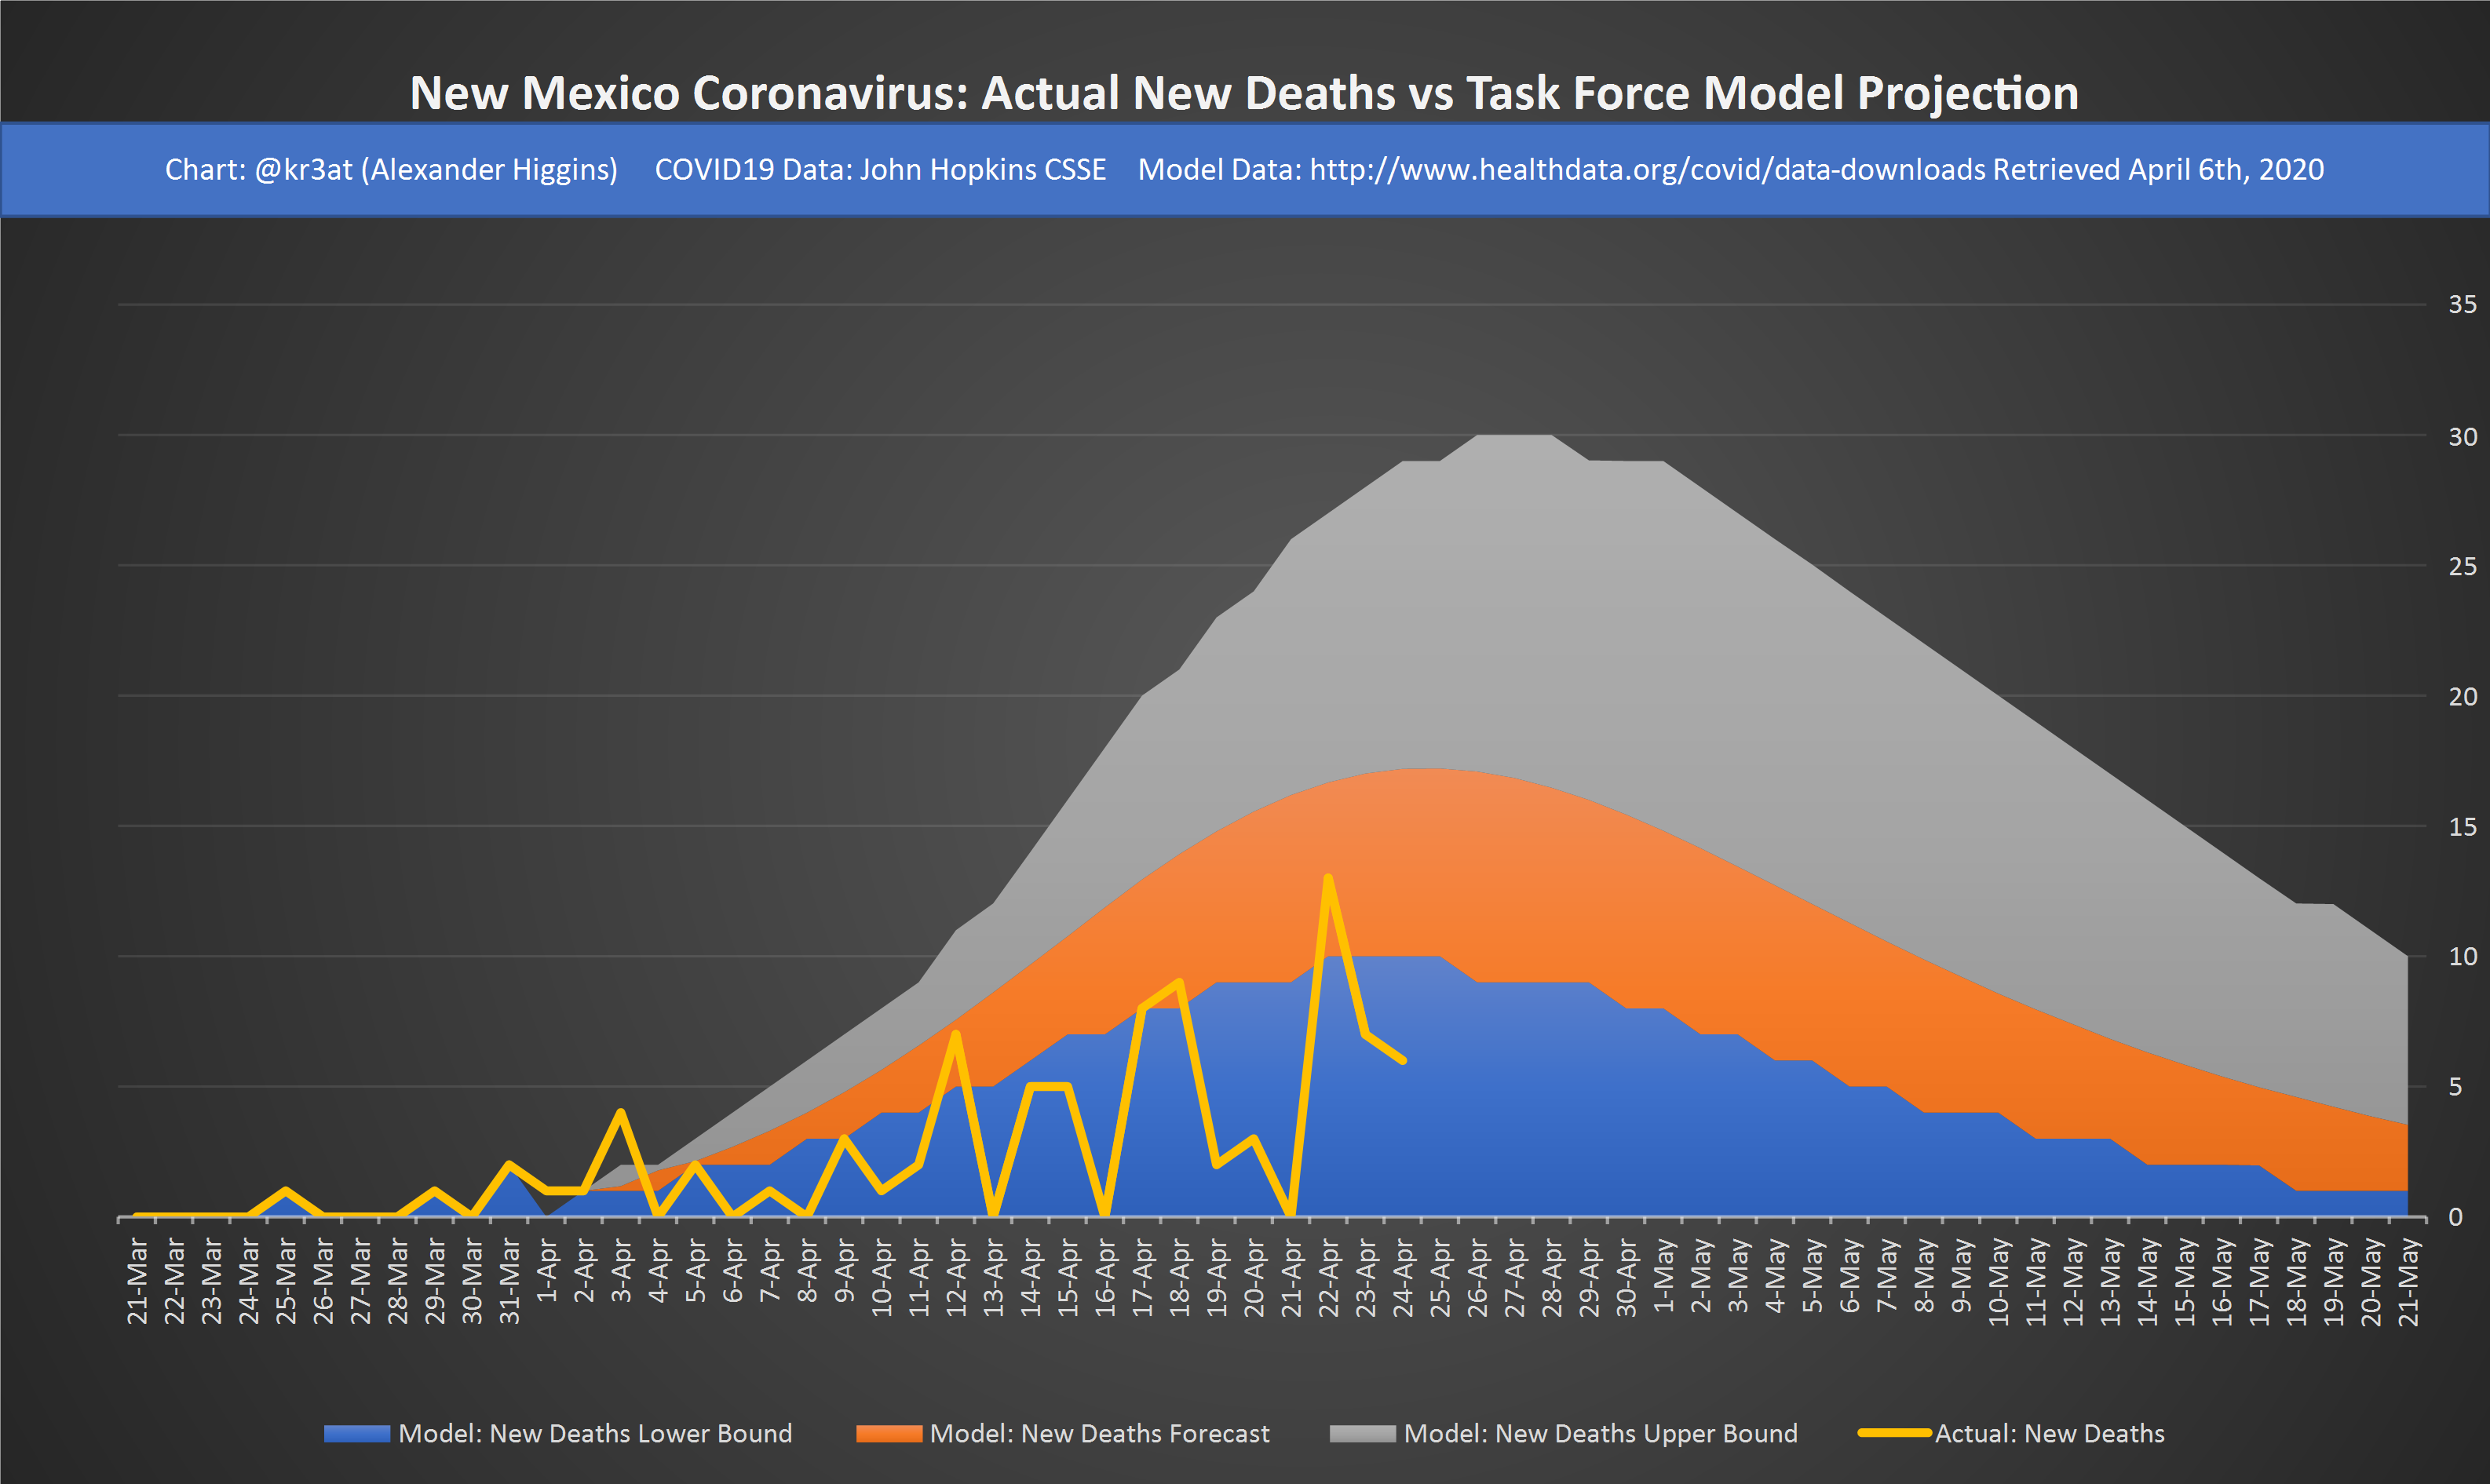 New Mexico Coronavirus: Actual New Deaths vs Task Force Model Projection
Chart: @kr3at (Alexander Higgins) COVID19 Data: John Hopkins CSSE Model Data: http://www.healthdata.org/covid/data-downloads Retrieved April 6th, 2020
35
30
25
20
15
10
5
0
21-Mar
22-Mar
23-Mar
24-Mar
25-Mar
26-Mar
27-Mar
28-Mar
29-Mar
30-Mar
31-Mar
1-Apr
2-Apr
3-Apr
4-Apr
5-Apr
6-Apr
7-Apr
8-Apr
9-Apr
10-Apr
11-Apr
12-Apr
13-Apr
14-Apr
15-Apr
16-Apr
17-Apr
18-Apr
19-Apr
20-Apr
21-Apr
22-Apr
23-Apr
24-Apr
25-Apr
26-Apr
27-Apr
28-Apr
29-Apr
30-Apr
1-May
2-May
3-May
4-May
5-May
6-May
7-May
8-May
9-May
10-May
11-May
12-May
13-May
14-May
15-May
16-May
17-May
18-May
19-May
20-May
21-May
Model: New Deaths Lower Bound
Model: New Deaths Forecast
Model: New Deaths Upper Bound
Actual: New Deaths